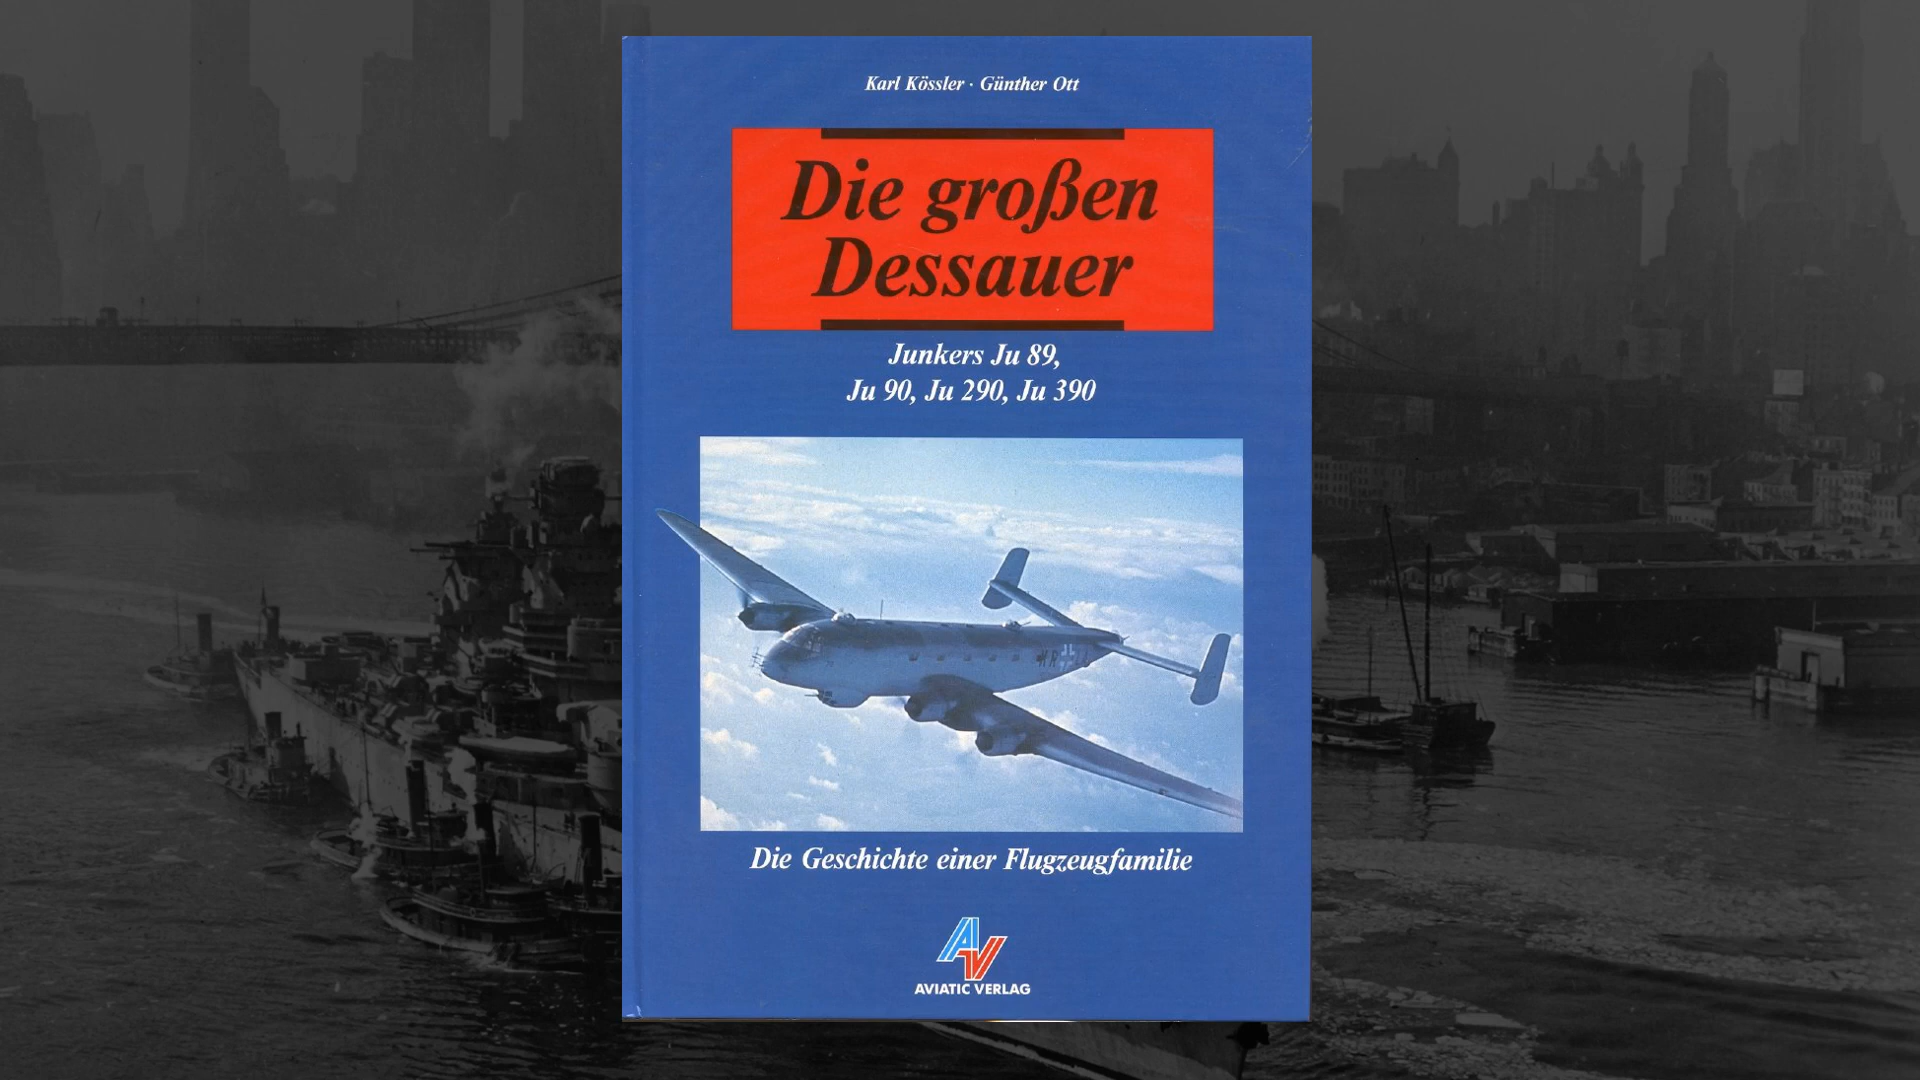 Karl Kössler · Günther Ott
Die großen
Dessauer
Junkers Ju 89,
Ju 90, Ju 290, Ju 390
Die Geschichte einer Flugzeugfamilie
AV
AVIATIC VERLAG